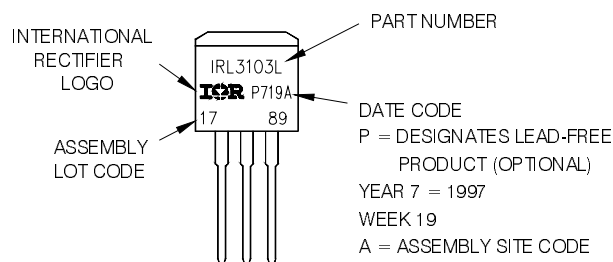 INTERNATIONAL
RECTIFIER
LOGO
ASSEMBLY
LOT CODE
IRL3103L
IOR P719A
17 89
PART NUMBER
DATE CODE
P = DESIGNATES LEAD-FREE
PRODUCT (OPTIONAL)
YEAR 7 = 1997
WEEK 19
A = ASSEMBLY SITE CODE